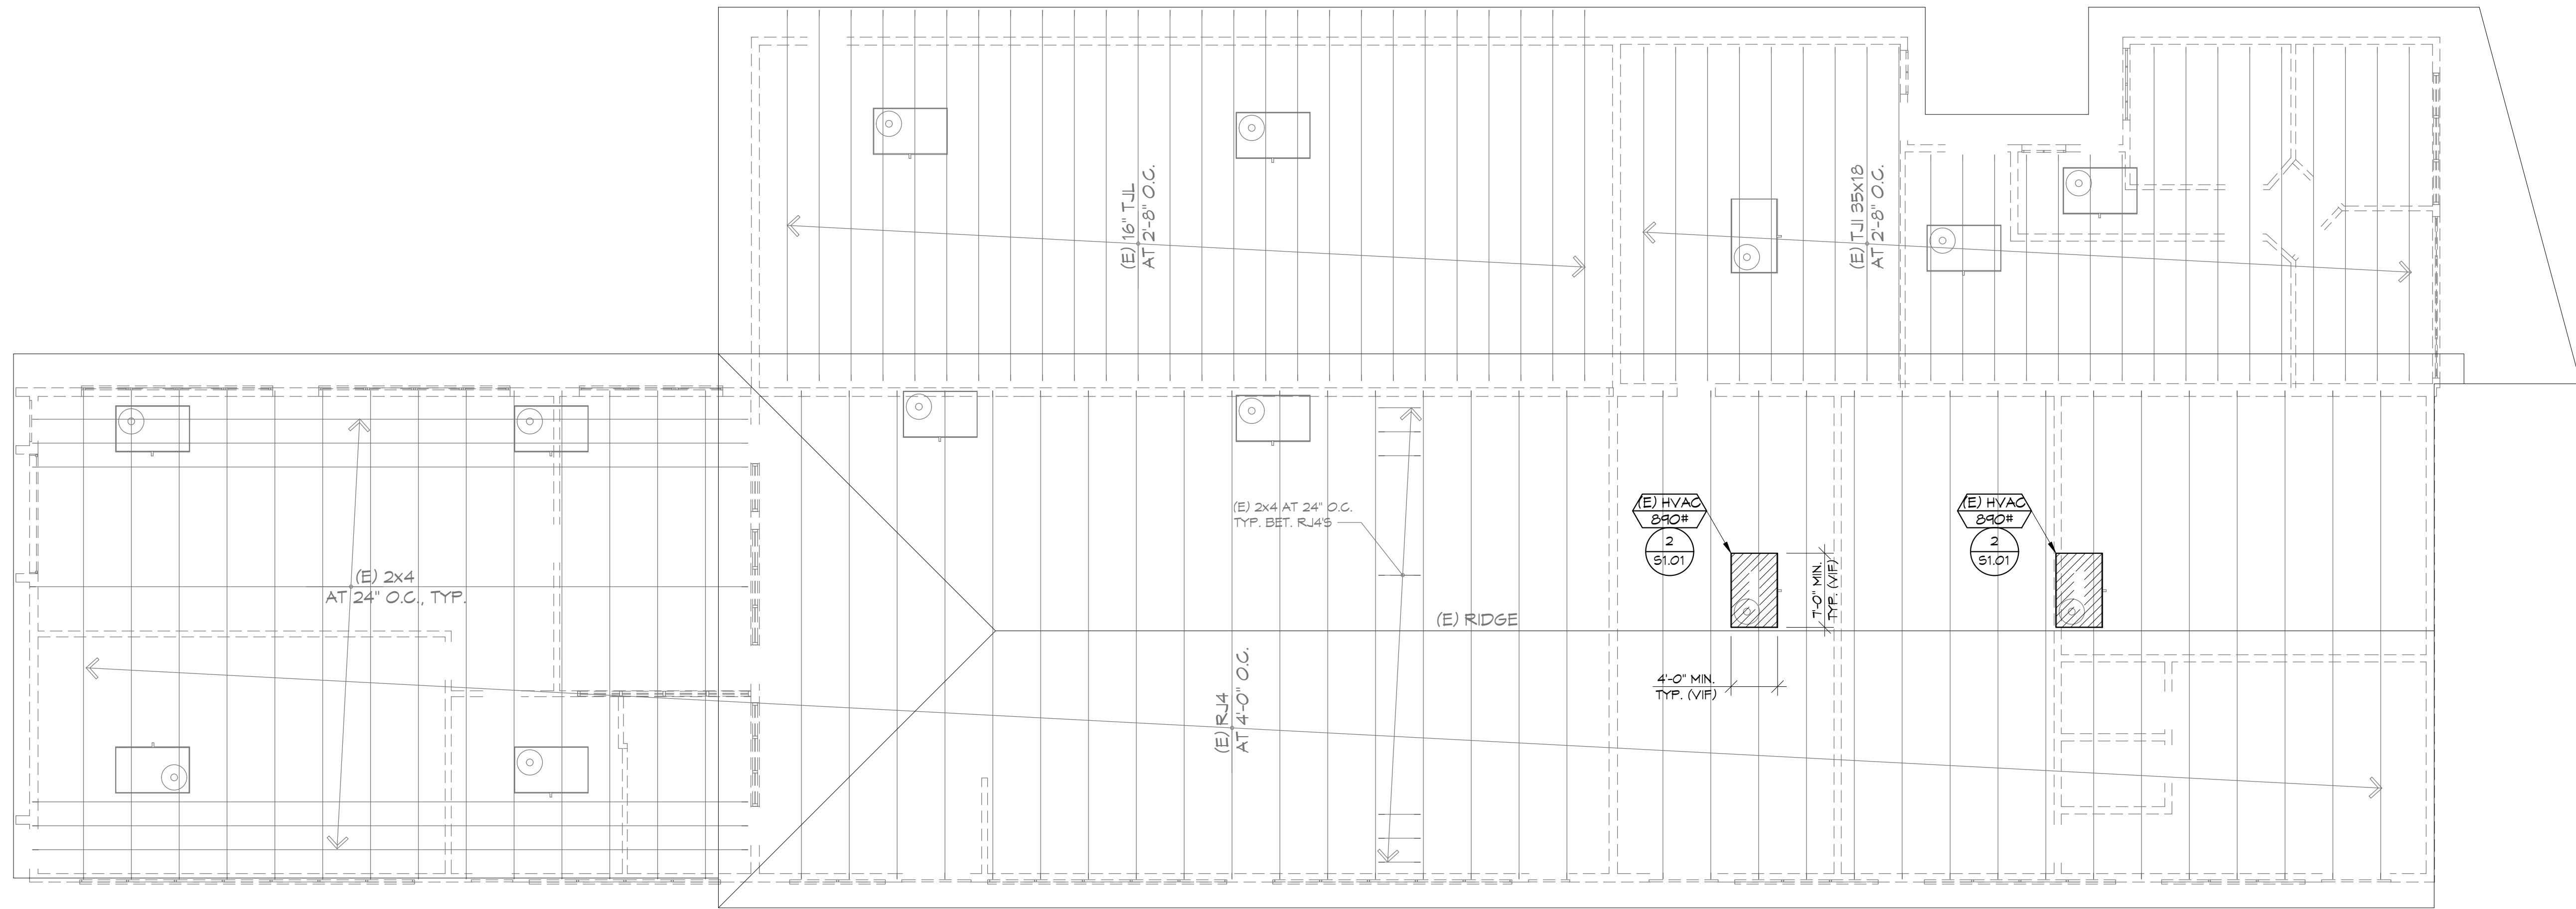 (E) 16" TJL
AT 2'-8" O.C.
(E) TJI 35x18
AT 2'-8" O.C.
(E) 2x4 AT 24" O.C.
TYP. BET. RJ4'S
(E) HVAC
890#
2
S1.01
(E) HVAC
890#
2
S1.01
7'-0" MIN.
TYP. (VIF)
(E) 2x4
AT 24" O.C., TYP.
(E) RIDGE
4'-0" MIN.
TYP. (VIF)
(E) RJ4
AT 4'-0" O.C.